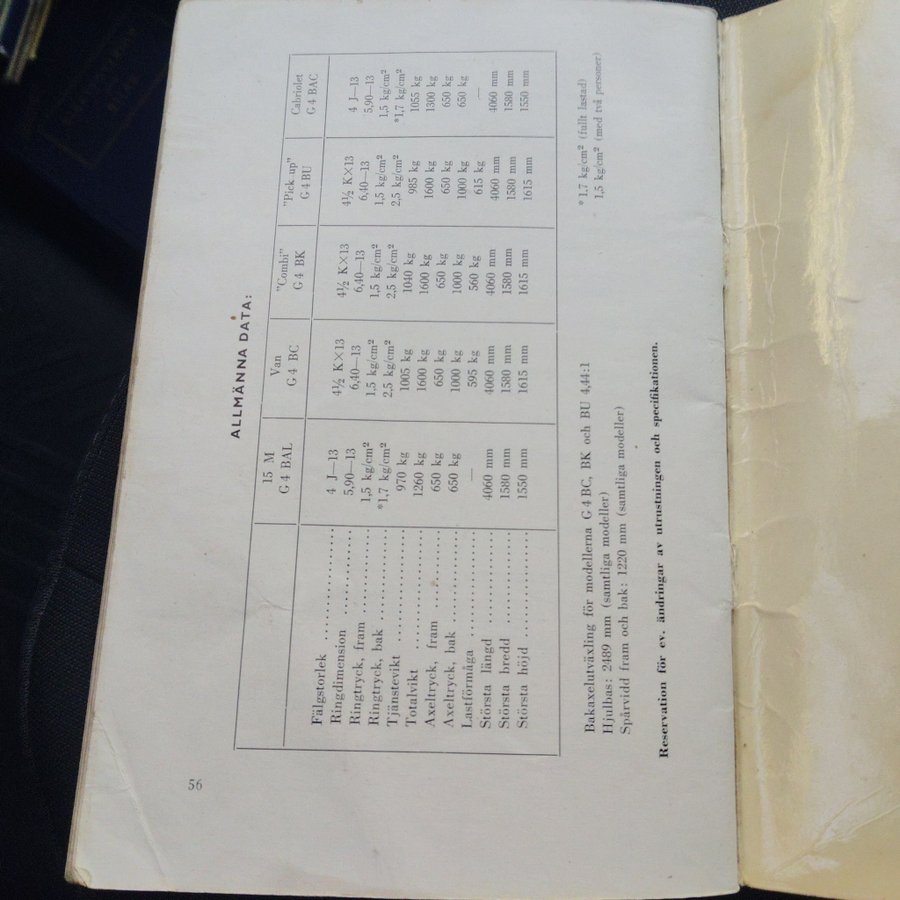 56
ALLMÄNNA DATA:
15 M Van "Combi" "Pick-up" Cabriolet
G 4 BAL G 4 BC G 4 BK G 4 BU G 4 BAC
Fälgstorlek 4 J—13 4½ K×13 4½ K×13 4½ K×13 4 J—13
Ringdimension 5,90—13 6,40—13 6,40—13 6,40—13 5,90—13
Ringtryck, fram 1,5 kg/cm² 1,5 kg/cm² 1,5 kg/cm² 1,5 kg/cm² 1,5 kg/cm²
Ringtryck, bak *1,7 kg/cm² 2,5 kg/cm² 2,5 kg/cm² 2,5 kg/cm² *1,7 kg/cm²
Tjänstevikt 970 kg 1005 kg 1040 kg 985 kg 1055 kg
Totalvikt 1260 kg 1600 kg 1600 kg 1600 kg 1300 kg
Axeltryck, fram 650 kg 650 kg 650 kg 650 kg 650 kg
Axeltryck, bak 650 kg 1000 kg 1000 kg 1000 kg 650 kg
Lastförmåga — 595 kg 560 kg 615 kg —
Största längd 4060 mm 4060 mm 4060 mm 4060 mm 4060 mm
Största bredd 1580 mm 1580 mm 1580 mm 1580 mm 1580 mm
Största höjd 1550 mm 1615 mm 1615 mm 1615 mm 1550 mm
Bakaxelutväxling för modellerna G 4 BC, BK och BU 4,44:1 * 1,7 kg/cm² (fullt lastad)
Hjulbas: 2489 mm (samtliga modeller) 1,5 kg/cm² (med två personer)
Spårvidd fram och bak: 1220 mm (samtliga modeller)
Reservation för ev. ändringar av utrustningen och specifikationen.